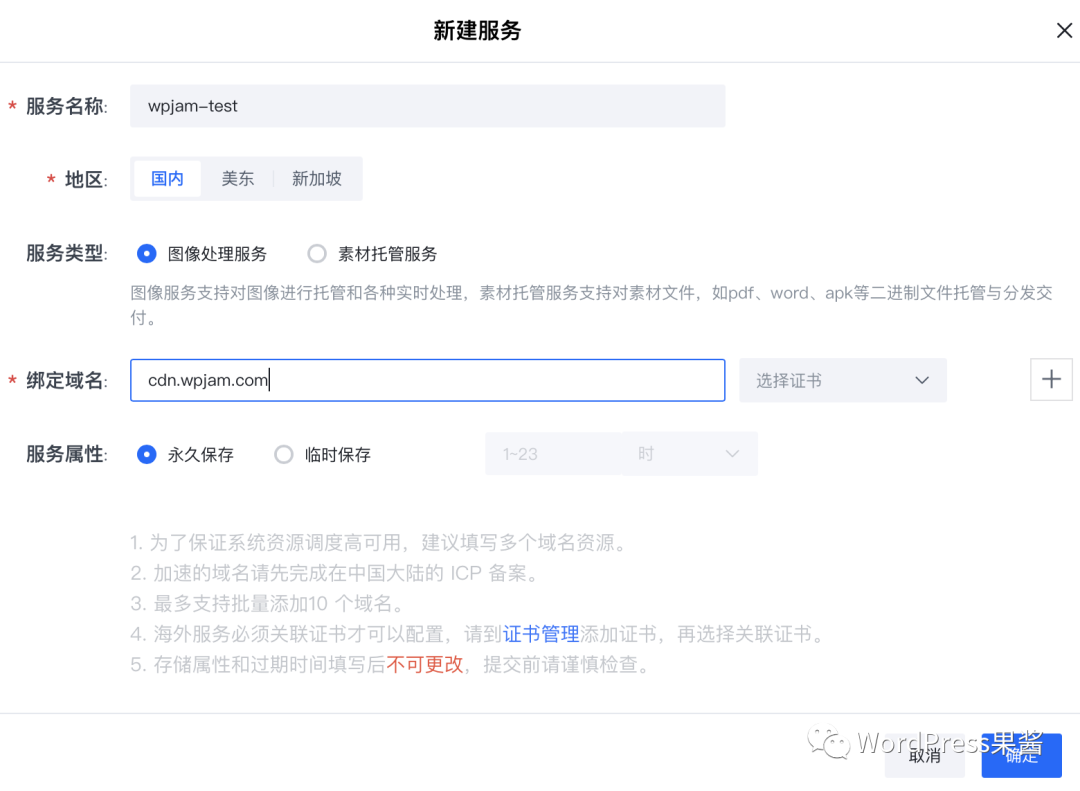 新建服务
* 服务名称: wpjam-test
* 地区: 国内 美东 新加坡
服务类型: 图像处理服务 素材托管服务
图像服务支持对图像进行托管和各种实时处理，素材托管服务支持对素材文件，如pdf、word、apk等二进制文件托管与分发交
付。
* 绑定域名: cdn.wpjam.com 选择证书
服务属性: 永久保存 临时保存 1~23 时
1. 为了保证系统资源调度高可用，建议填写多个域名资源。
2. 加速的域名请先完成在中国大陆的 ICP 备案。
3. 最多支持批量添加10 个域名。
4. 海外服务必须关联证书才可以配置，请到证书管理添加证书，再选择关联证书。
5. 存储属性和过期时间填写后不可更改，提交前请谨慎检查。
WordPress果酱
取消 确定